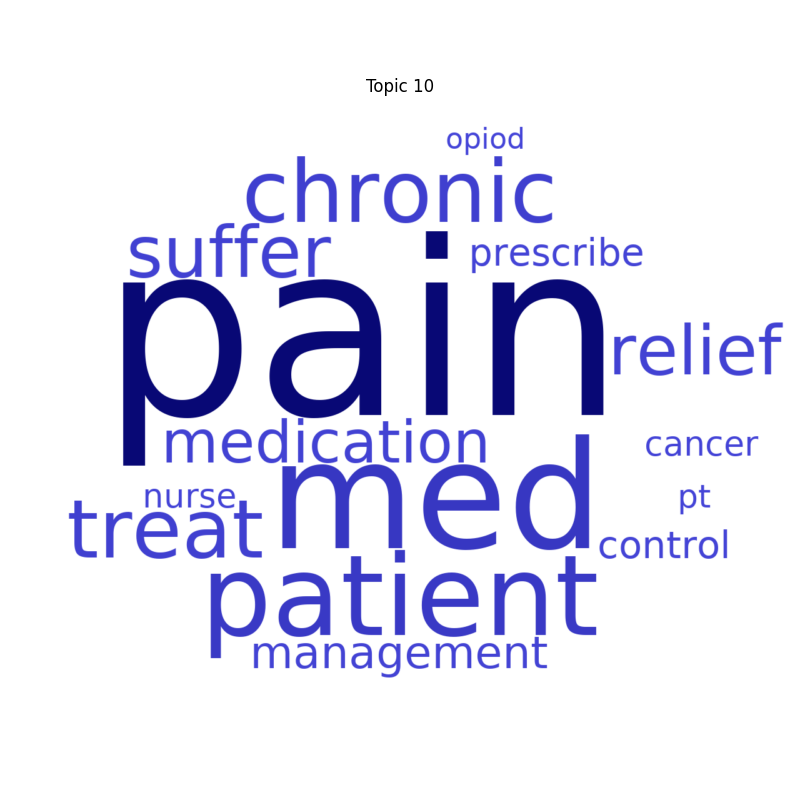 Topic 10
opiod
chronic
suffer
prescribe
pain
relief
medication
cancer
med
nurse
pt
treat
control
patient
management